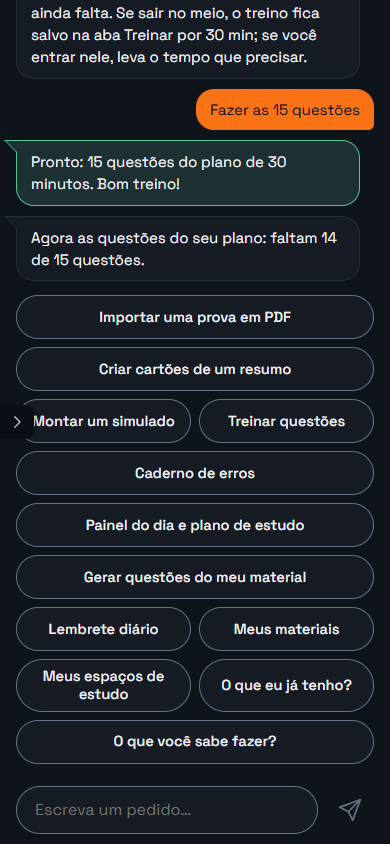 ainda falta. Se sair no meio, o treino fica
salvo na aba Treinar por 30 min; se você
entrar nele, leva o tempo que precisar.
Fazer as 15 questões
Pronto: 15 questões do plano de 30
minutos. Bom treino!
Agora as questões do seu plano: faltam 14
de 15 questões.
Importar uma prova em PDF
Criar cartões de um resumo
Montar um simulado
Treinar questões
Caderno de erros
Painel do dia e plano de estudo
Gerar questões do meu material
Lembrete diário
Meus materiais
Meus espaços de
estudo
O que eu já tenho?
O que você sabe fazer?
Escreva um pedido...